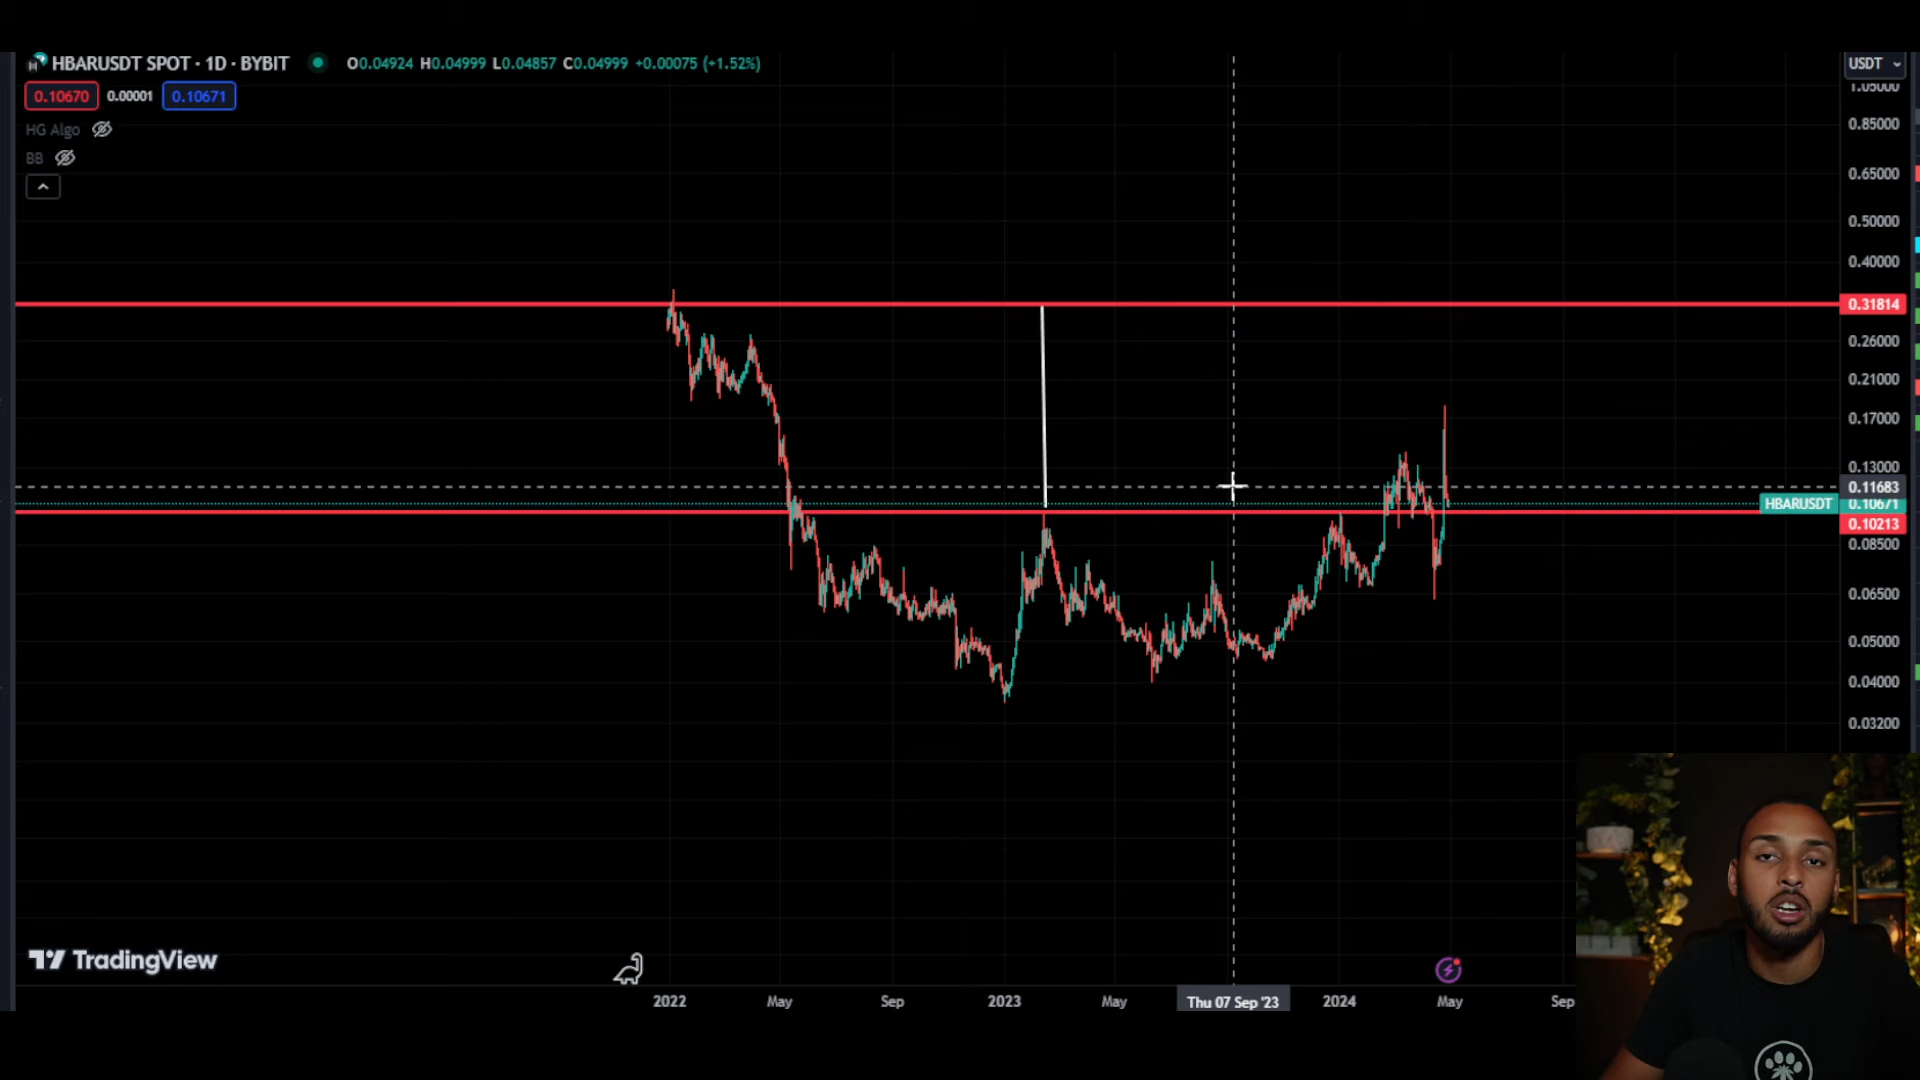 HBARUSDT SPOT · 1D · BYBIT O0.04924 H0.04999 L0.04857 C0.04999 +0.00075 (+1.52%)
USDT
0.10670 0.00001 0.10671
HG Algo
BB
1.05000
0.85000
0.65000
0.50000
0.40000
0.31814
0.26000
0.21000
0.17000
0.13000
0.11683
HBARUSDT 0.10671
0.10213
0.08500
0.06500
0.05000
0.04000
0.03200
TradingView
2022 May Sep 2023 May Thu 07 Sep '23 2024 May Sep